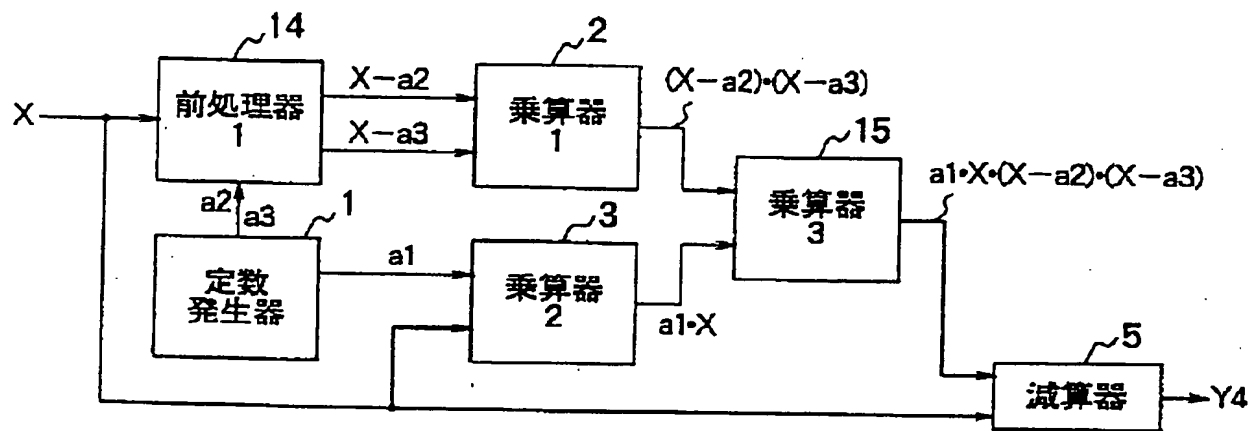 14
2
X
前処理器
1
X−a2
X−a3
乗算器
1
(X−a2)·(X−a3)
15
乗算器
3
a1·X·(X−a2)·(X−a3)
a2
a3
1
定数
発生器
a1
3
乗算器
2
a1·X
5
減算器
Y4